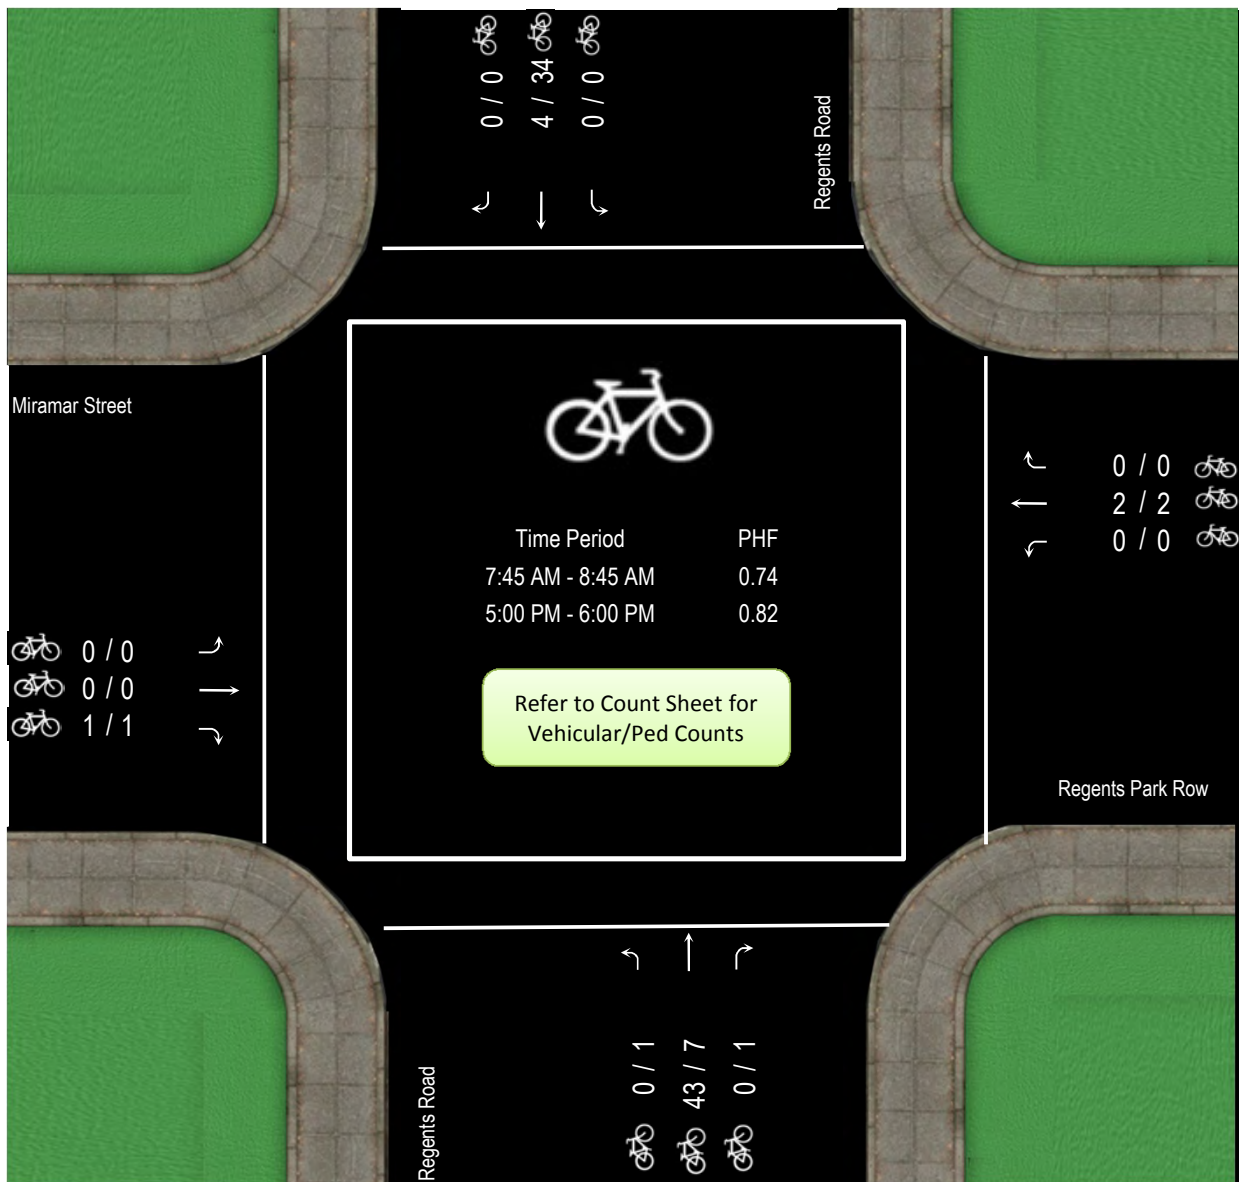 0 / 0
4 / 34
0 / 0
Regents Road
Miramar Street
0 / 0
2 / 2
0 / 0
Time Period PHF
7:45 AM - 8:45 AM 0.74
5:00 PM - 6:00 PM 0.82
0 / 0
0 / 0
1 / 1
Refer to Count Sheet for
Vehicular/Ped Counts
Regents Park Row
Regents Road
0 / 1
43 / 7
0 / 1